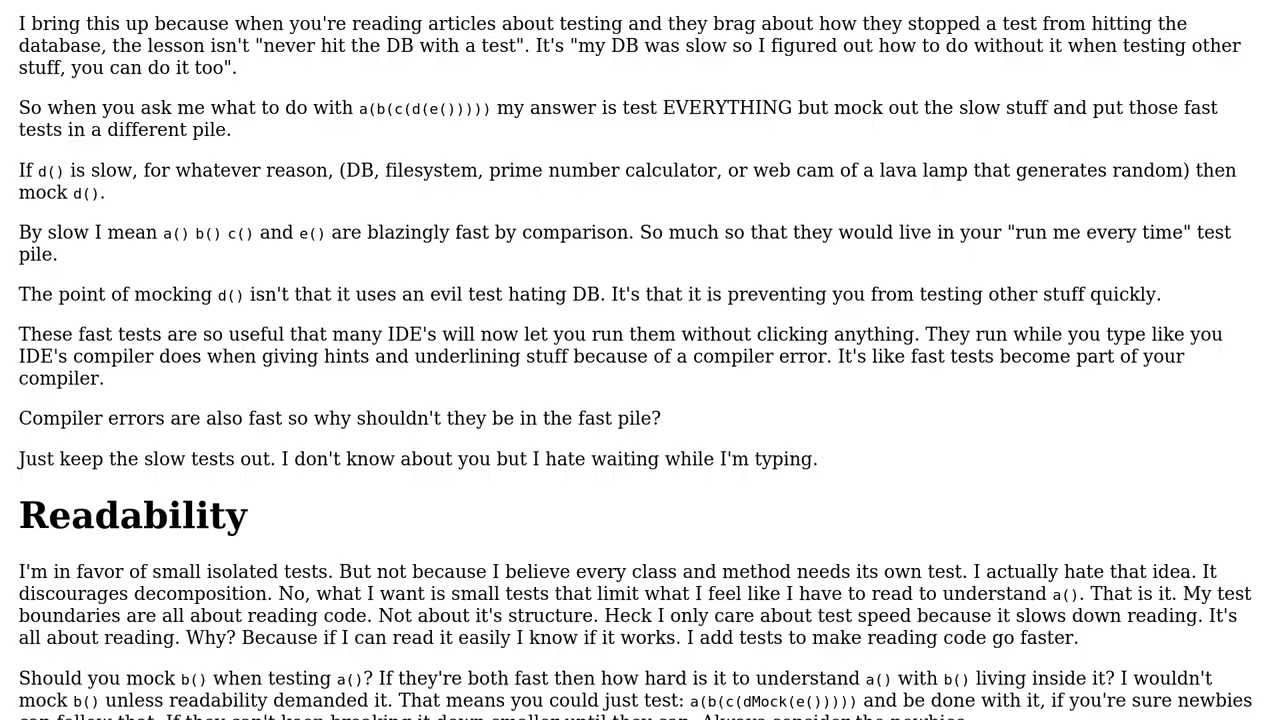 I bring this up because when you're reading articles about testing and they brag about how they stopped a test from hitting the
database, the lesson isn't "never hit the DB with a test". It's "my DB was slow so I figured out how to do without it when testing other
stuff, you can do it too".
So when you ask me what to do with a(b(c(d(e())))) my answer is test EVERYTHING but mock out the slow stuff and put those fast
tests in a different pile.
If d() is slow, for whatever reason, (DB, filesystem, prime number calculator, or web cam of a lava lamp that generates random) then
mock d().
By slow I mean a() b() c() and e() are blazingly fast by comparison. So much so that they would live in your "run me every time" test
pile.
The point of mocking d() isn't that it uses an evil test hating DB. It's that it is preventing you from testing other stuff quickly.
These fast tests are so useful that many IDE's will now let you run them without clicking anything. They run while you type like you
IDE's compiler does when giving hints and underlining stuff because of a compiler error. It's like fast tests become part of your
compiler.
Compiler errors are also fast so why shouldn't they be in the fast pile?
Just keep the slow tests out. I don't know about you but I hate waiting while I'm typing.
Readability
I'm in favor of small isolated tests. But not because I believe every class and method needs its own test. I actually hate that idea. It
discourages decomposition. No, what I want is small tests that limit what I feel like I have to read to understand a(). That is it. My test
boundaries are all about reading code. Not about it's structure. Heck I only care about test speed because it slows down reading. It's
all about reading. Why? Because if I can read it easily I know if it works. I add tests to make reading code go faster.
Should you mock b() when testing a()? If they're both fast then how hard is it to understand a() with b() living inside it? I wouldn't
mock b() unless readability demanded it. That means you could just test: a(b(c(dMock(e())))) and be done with it, if you're sure newbies
can follow that. If they can't keep breaking it down smaller until they can. Always consider the newbies.